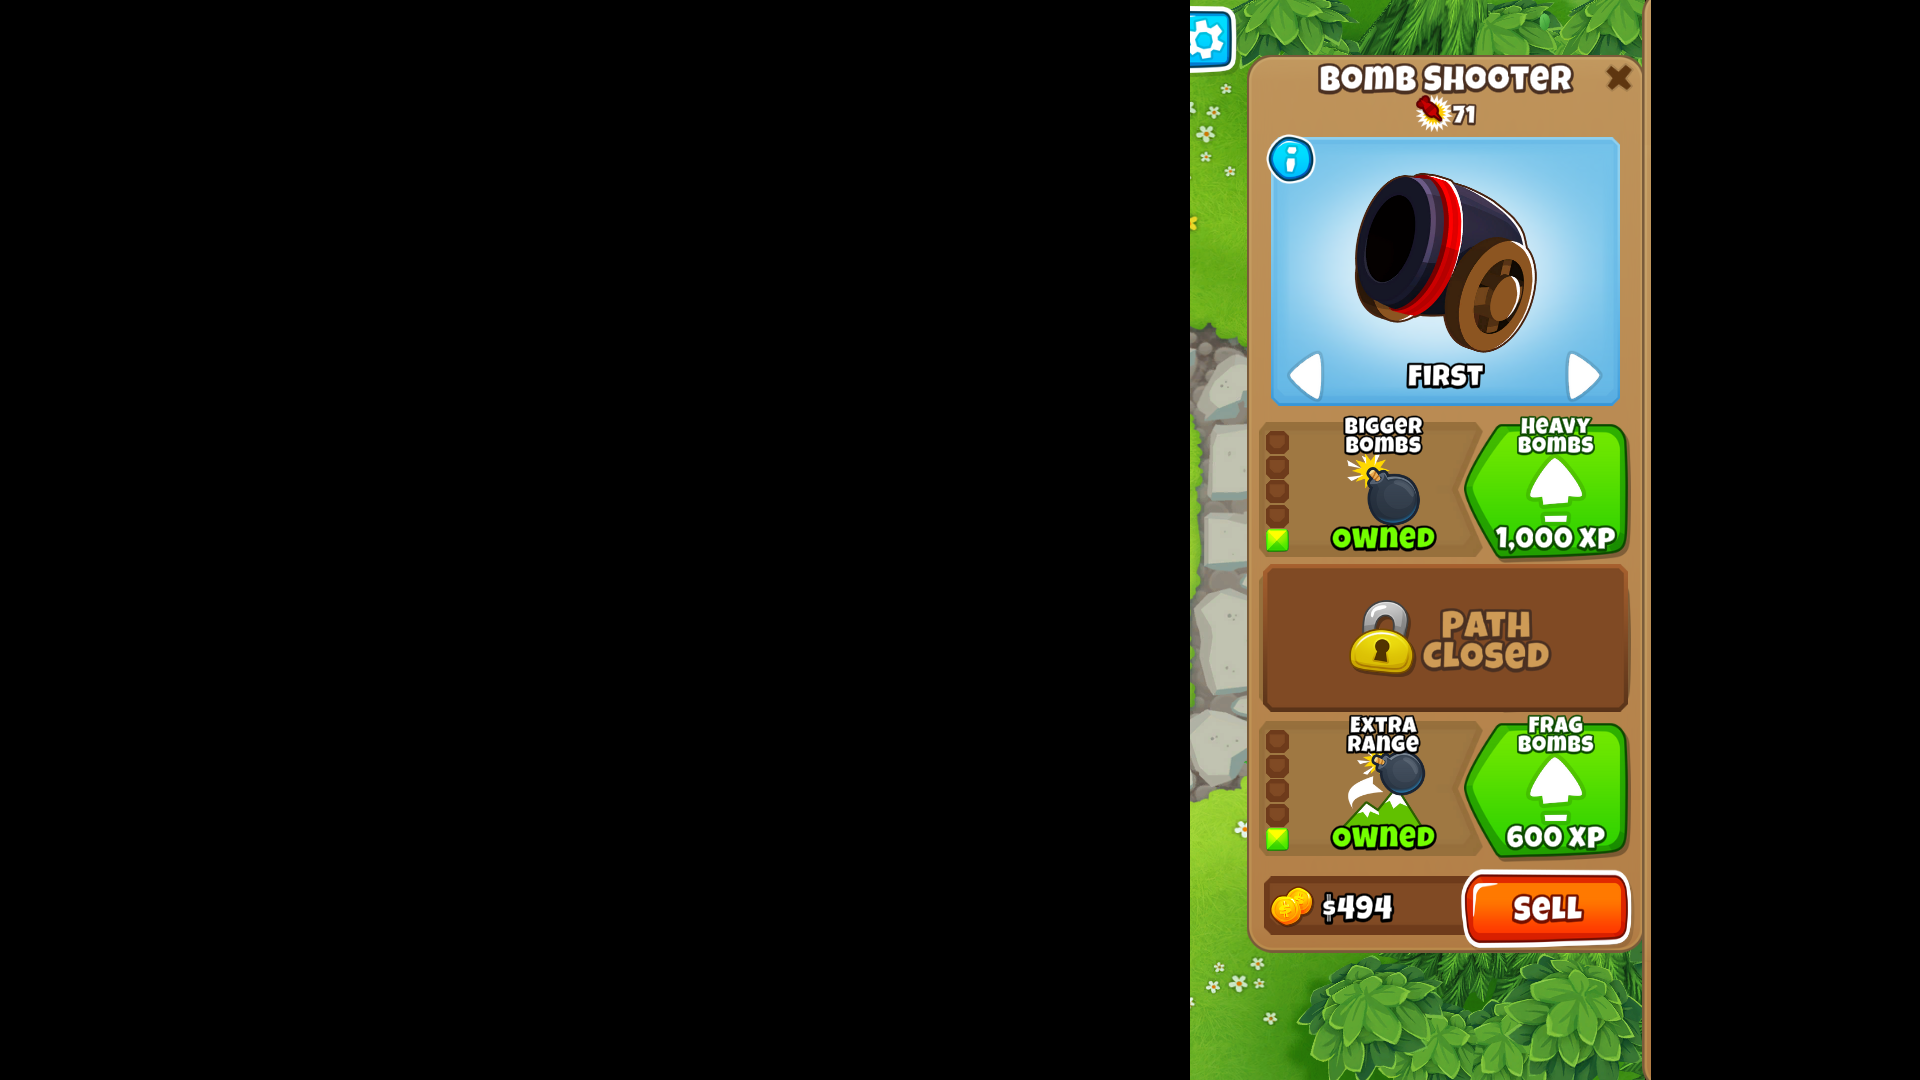 BOMB SHOOTER
71
FIRST
BIGGER
BOMBS
OWNED
HEAVY
BOMBS
1,000 XP
PATH
CLOSED
EXTRA
RANGE
OWNED
FRAG
BOMBS
600 XP
$494
SELL